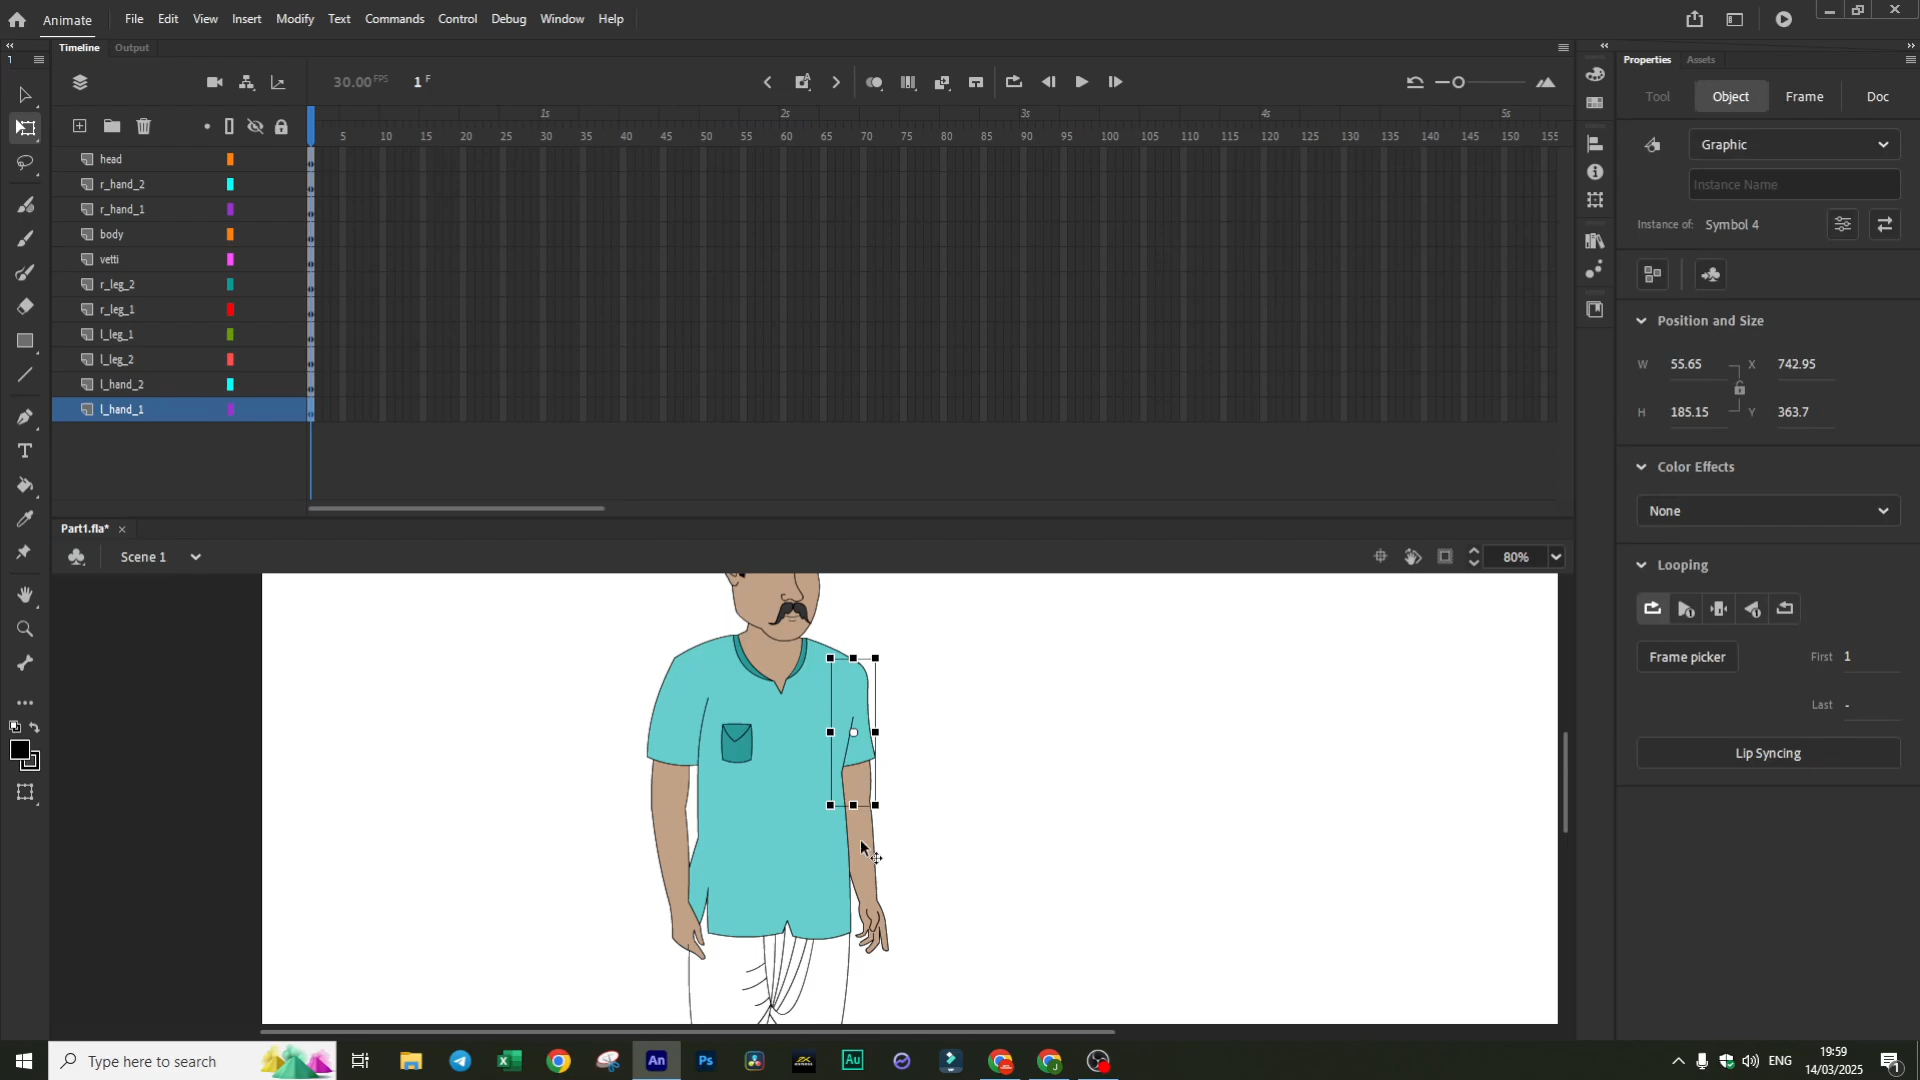 Animate File Edit View Insert Modify Text Commands Control Debug Window Help
Timeline Output
Properties Assets
1
30.00 FPS 1 F
Tool Object Frame Doc
1s 2s 3s 4s 5s
5 10 15 20 25 30 35 40 45 50 55 60 65 70 75 80 85 90 95 100 105 110 115 120 125 130 135 140 145 150 155
head
r_hand_2
r_hand_1
body
vetti
r_leg_2
r_leg_1
l_leg_1
l_leg_2
l_hand_2
l_hand_1
Graphic
Instance Name
Instance of: Symbol 4
Position and Size
W 55.65 X 742.95
H 185.15 Y 363.7
Color Effects
None
Looping
Frame picker First 1
Last -
Lip Syncing
Part1.fla*
Scene 1
80%
Type here to search
An
Ps
Au
ENG
19:59
14/03/2025
1